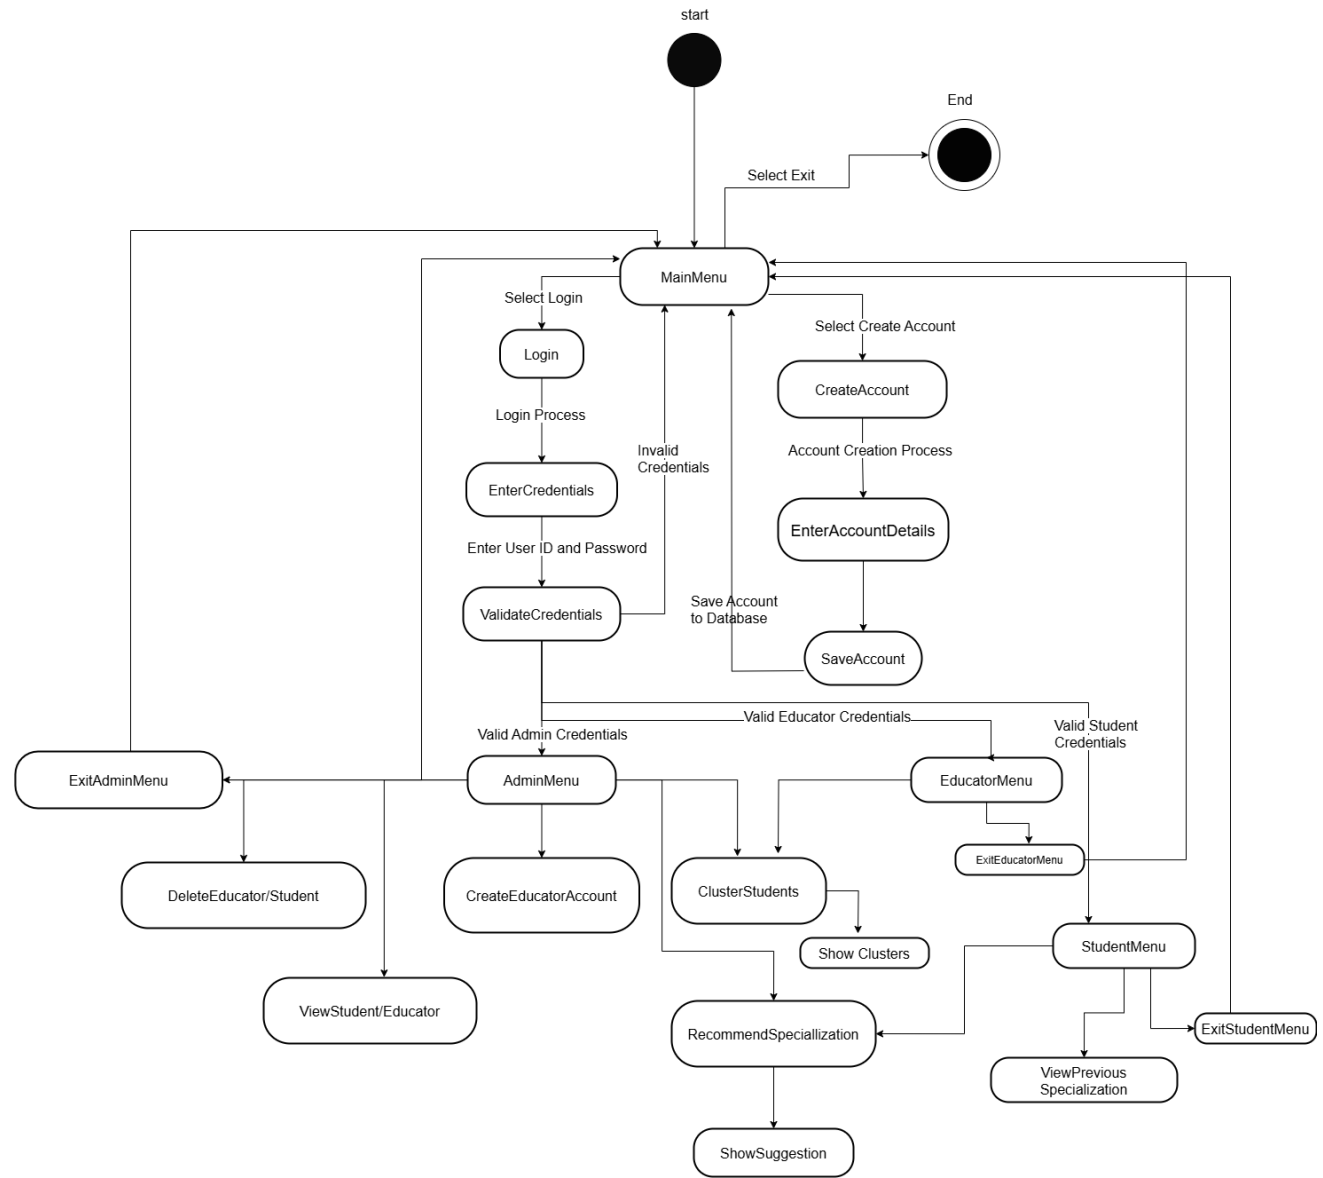 start
End
Select Exit
MainMenu
Select Login
Select Create Account
Login
CreateAccount
Login Process
Invalid
Credentials
Account Creation Process
EnterCredentials
EnterAccountDetails
Enter User ID and Password
ValidateCredentials
Save Account
to Database
SaveAccount
Valid Educator Credentials
Valid Student
Credentials
Valid Admin Credentials
ExitAdminMenu
AdminMenu
EducatorMenu
ExitEducatorMenu
DeleteEducator/Student
CreateEducatorAccount
ClusterStudents
Show Clusters
StudentMenu
ViewStudent/Educator
RecommendSpeciallization
ExitStudentMenu
ViewPrevious
Specialization
ShowSuggestion